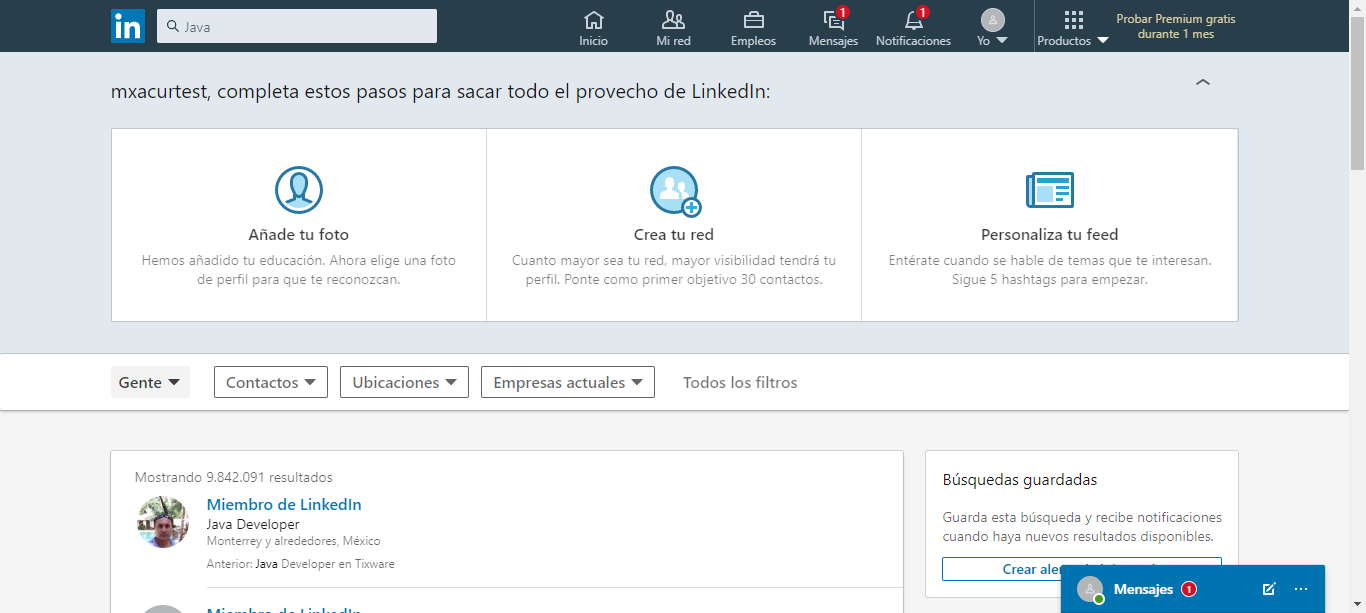 in
Java
Inicio
Mi red
Empleos
1
Mensajes
1
Notificaciones
Yo
Productos
Probar Premium gratis
durante 1 mes
mxacurtest, completa estos pasos para sacar todo el provecho de LinkedIn:
Añade tu foto
Hemos añadido tu educación. Ahora elige una foto
de perfil para que te reconozcan.
Crea tu red
Cuanto mayor sea tu red, mayor visibilidad tendrá tu
perfil. Ponte como primer objetivo 30 contactos.
Personaliza tu feed
Entérate cuando se hable de temas que te interesan.
Sigue 5 hashtags para empezar.
Gente
Contactos
Ubicaciones
Empresas actuales
Todos los filtros
Mostrando 9.842.091 resultados
Miembro de LinkedIn
Java Developer
Monterrey y alrededores, México
Anterior: Java Developer en Tixware
Búsquedas guardadas
Guarda esta búsqueda y recibe notificaciones
cuando haya nuevos resultados disponibles.
Crear
Mensajes 1